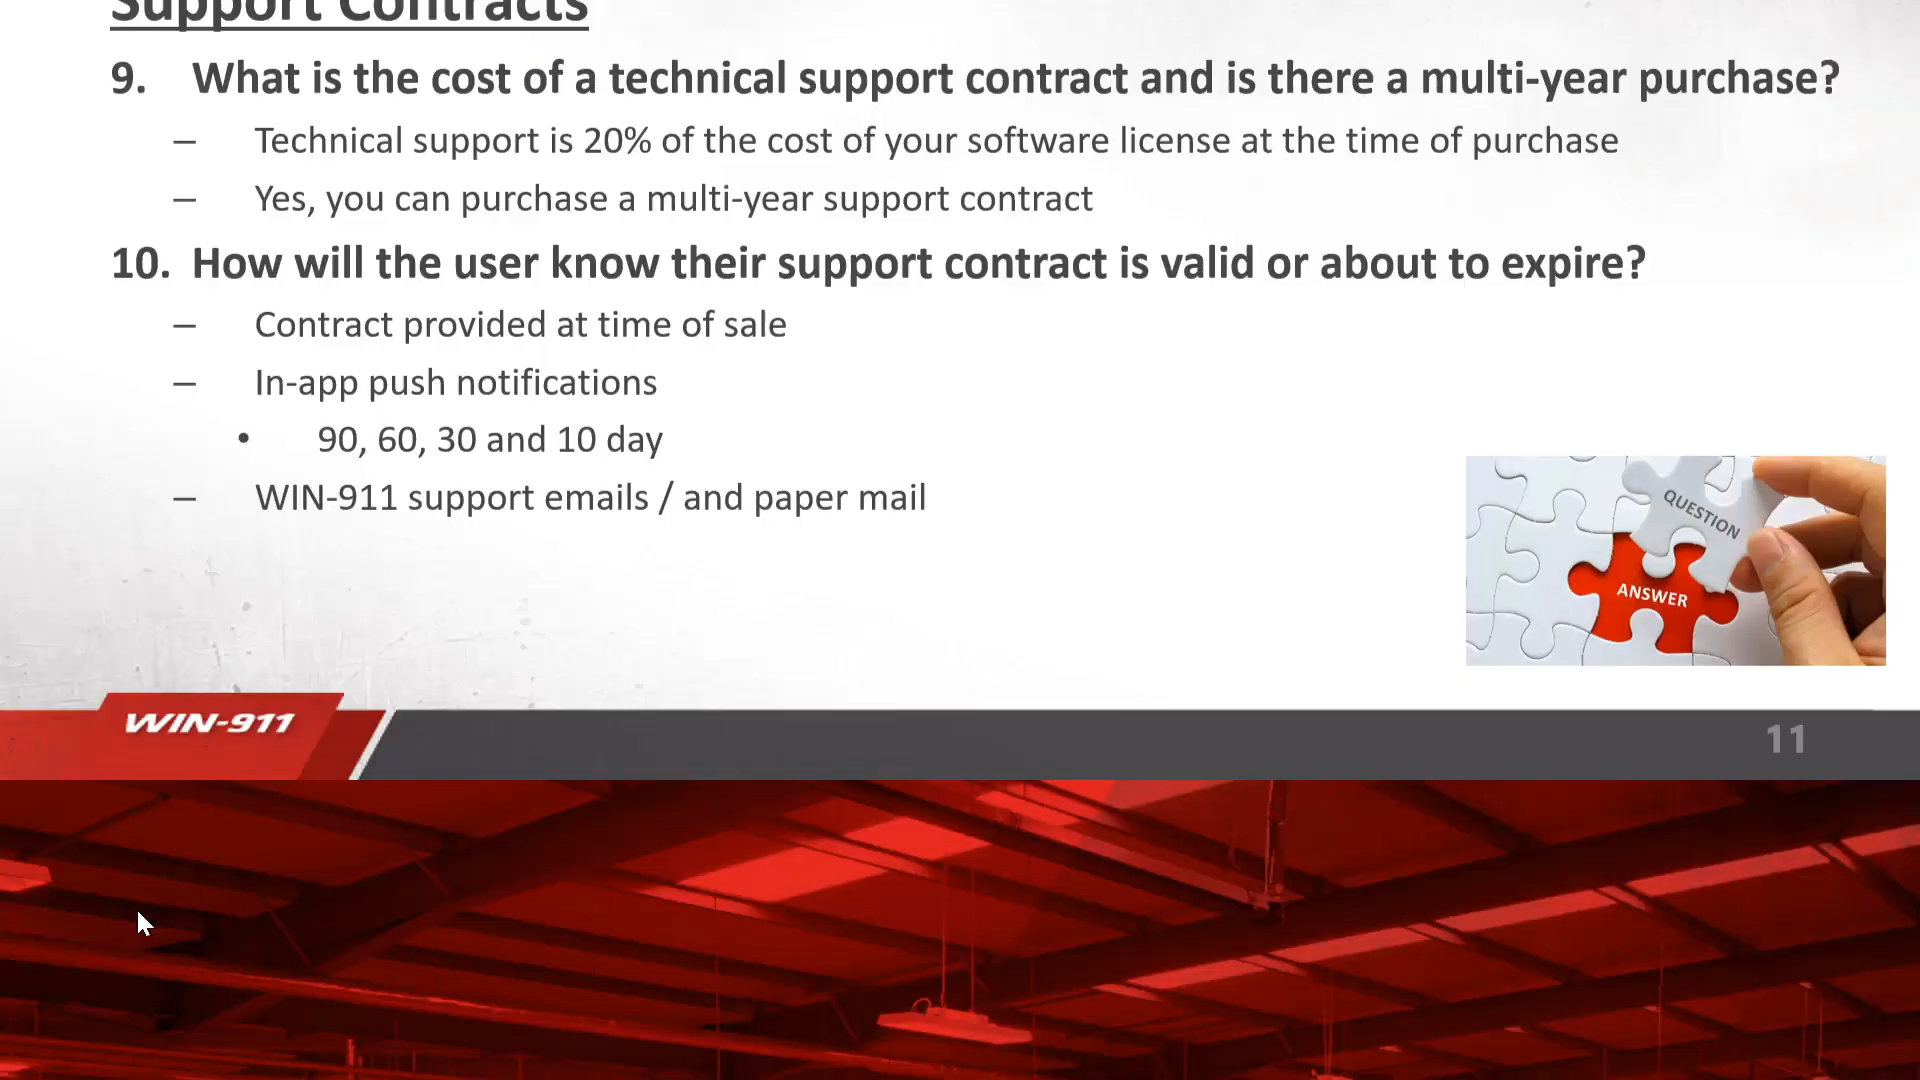 Support Contracts
9. What is the cost of a technical support contract and is there a multi-year purchase?
– Technical support is 20% of the cost of your software license at the time of purchase
– Yes, you can purchase a multi-year support contract
10. How will the user know their support contract is valid or about to expire?
– Contract provided at time of sale
– In-app push notifications
• 90, 60, 30 and 10 day
– WIN-911 support emails / and paper mail
QUESTION
ANSWER
WIN-911
11